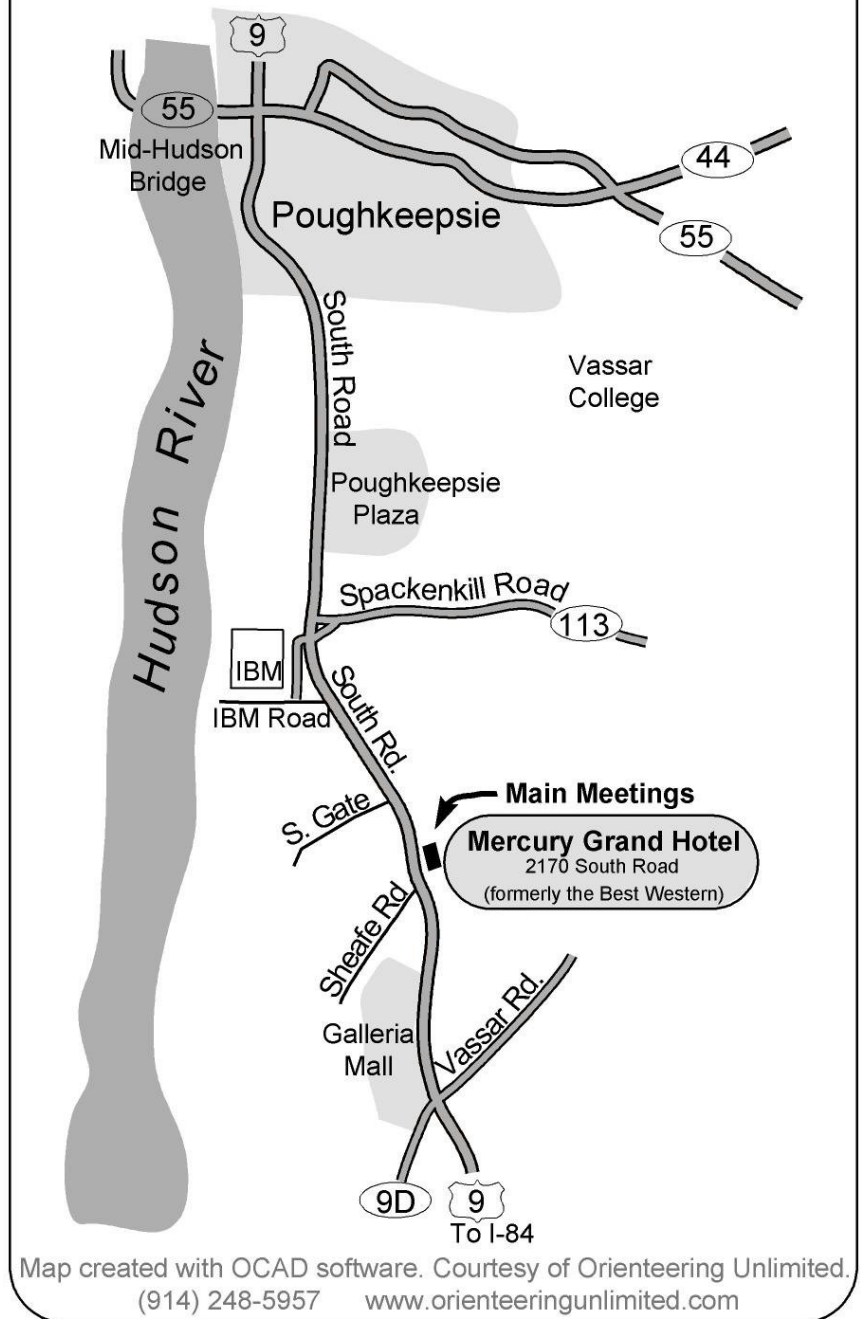 9
55
Mid-Hudson
Bridge
44
Poughkeepsie
55
South Road
Vassar
College
Hudson River
Poughkeepsie
Plaza
Spackenkill Road
113
IBM
IBM Road
South Rd.
Main Meetings
S. Gate
Mercury Grand Hotel
2170 South Road
(formerly the Best Western)
Sheafe Rd
Vassar Rd.
Galleria
Mall
9D
9
To I-84
Map created with OCAD software. Courtesy of Orienteering Unlimited.
(914) 248-5957 www.orienteeringunlimited.com